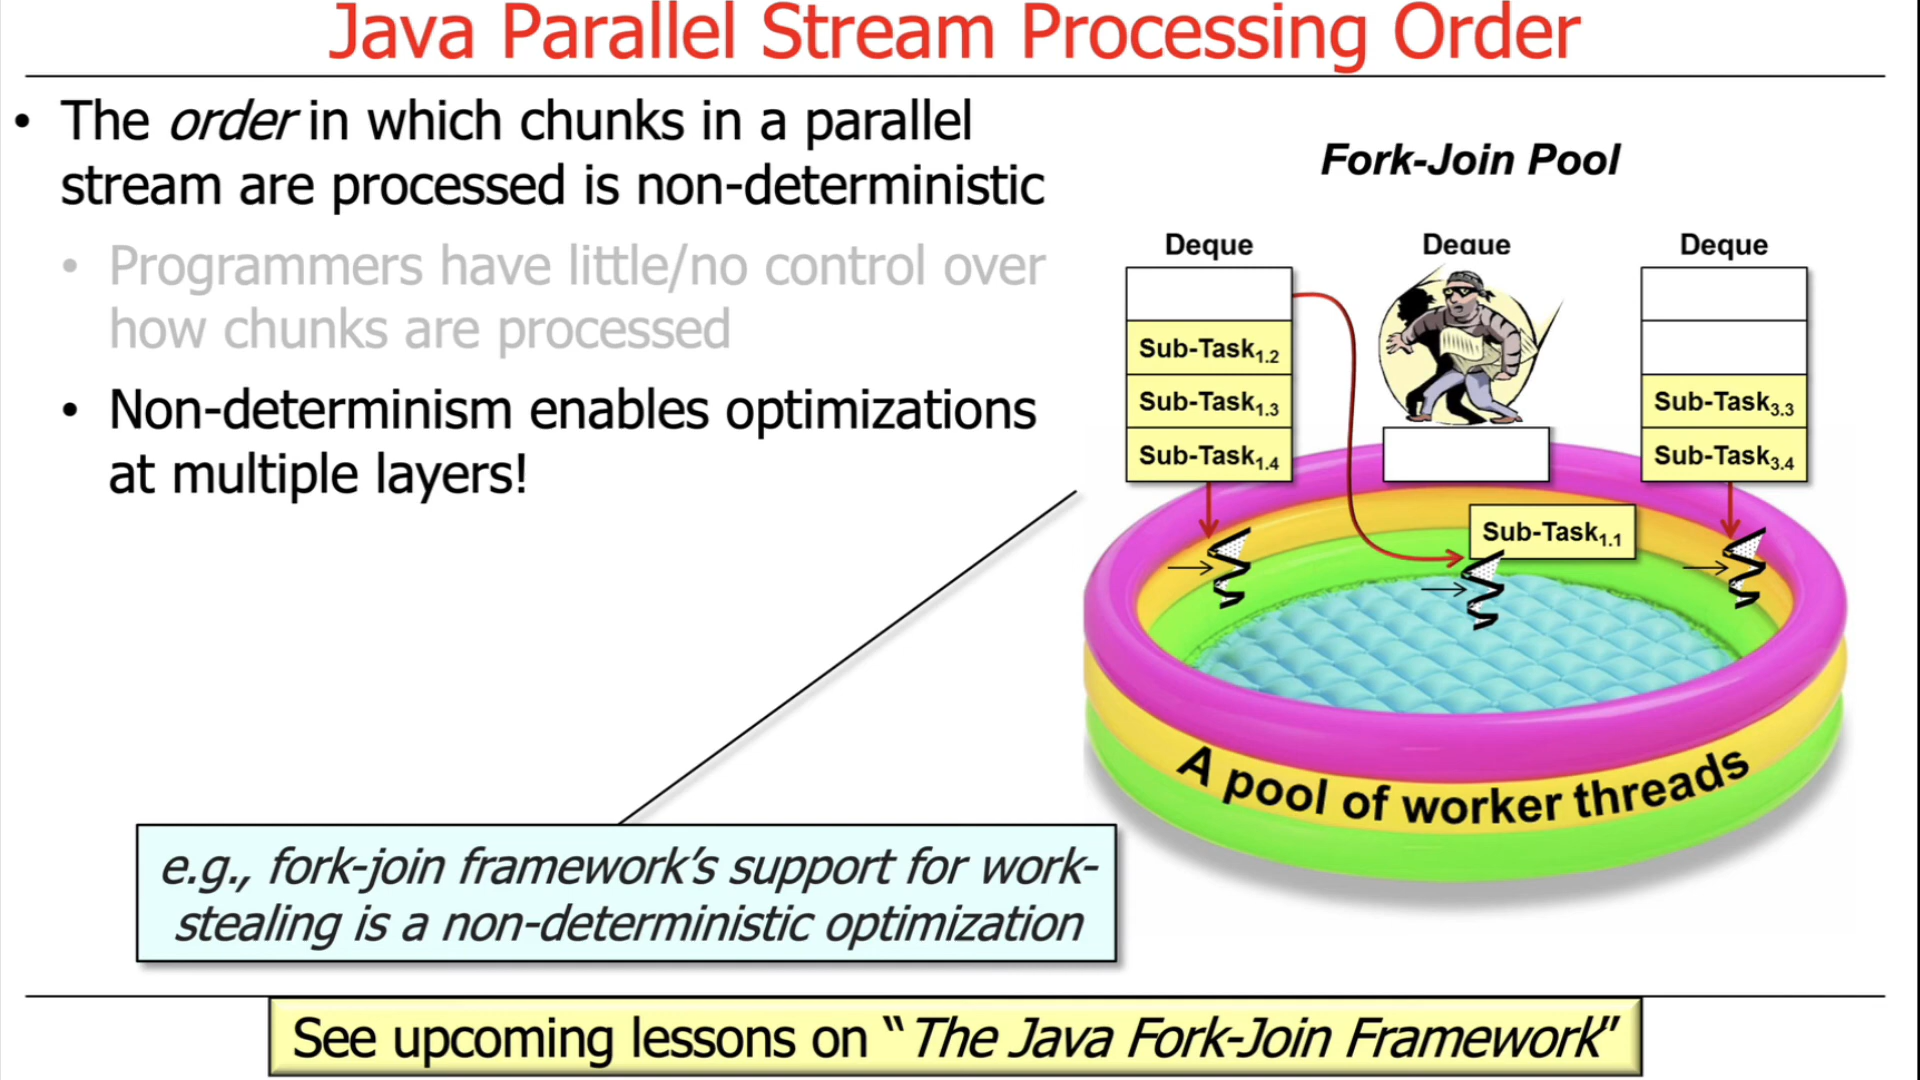 Java Parallel Stream Processing Order
• The order in which chunks in a parallel
stream are processed is non-deterministic
• Programmers have little/no control over
how chunks are processed
• Non-determinism enables optimizations
at multiple layers!
e.g., fork-join framework’s support for work-
stealing is a non-deterministic optimization
Fork-Join Pool
Deque
Deque
Deque
Sub-Task1.2
Sub-Task1.3
Sub-Task1.4
Sub-Task1.1
Sub-Task3.3
Sub-Task3.4
A pool of worker threads
See upcoming lessons on “The Java Fork-Join Framework”